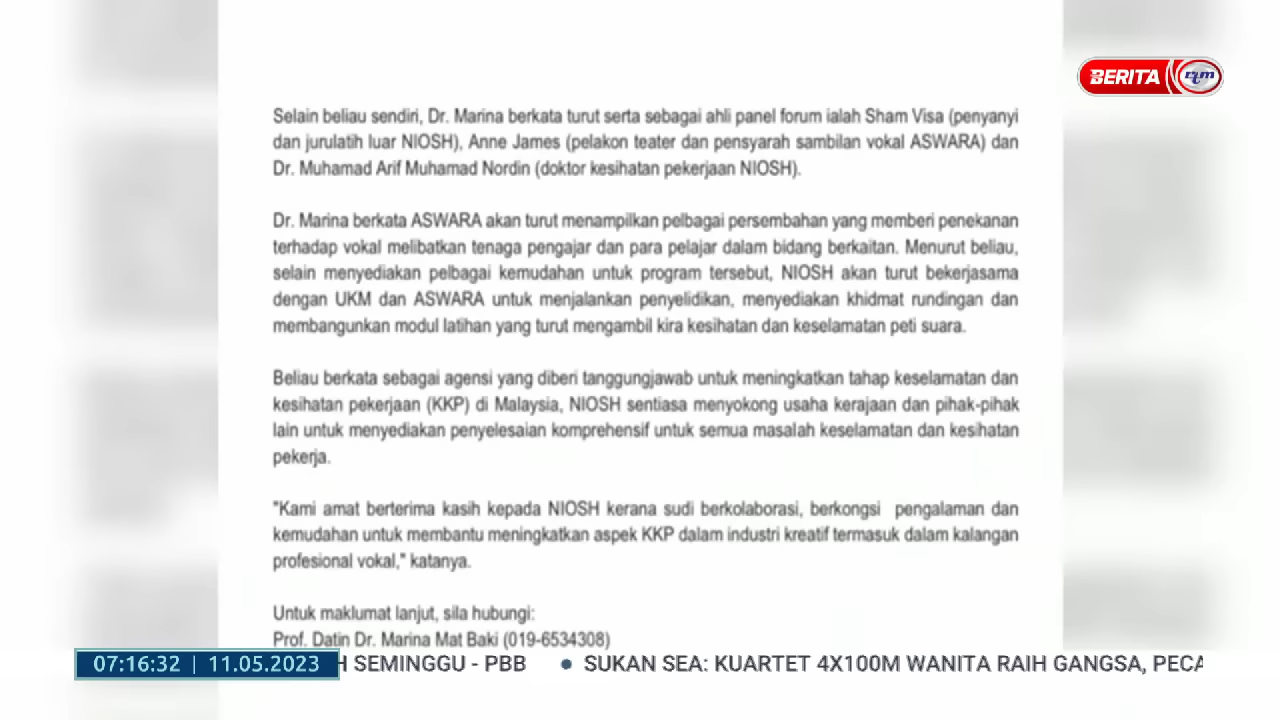 BERITA rtm
Selain beliau sendiri, Dr. Marina berkata turut serta sebagai ahli panel forum ialah Sham Visa (penyanyi
dan jurulatih luar NIOSH), Anne James (pelakon teater dan pensyarah sambilan vokal ASWARA) dan
Dr. Muhamad Arif Muhamad Nordin (doktor kesihatan pekerjaan NIOSH).
Dr. Marina berkata ASWARA akan turut menampilkan pelbagai persembahan yang memberi penekanan
terhadap vokal melibatkan tenaga pengajar dan para pelajar dalam bidang berkaitan. Menurut beliau,
selain menyediakan pelbagai kemudahan untuk program tersebut, NIOSH akan turut bekerjasama
dengan UKM dan ASWARA untuk menjalankan penyelidikan, menyediakan khidmat rundingan dan
membangunkan modul latihan yang turut mengambil kira kesihatan dan keselamatan peti suara.
Beliau berkata sebagai agensi yang diberi tanggungjawab untuk meningkatkan tahap keselamatan dan
kesihatan pekerjaan (KKP) di Malaysia, NIOSH sentiasa menyokong usaha kerajaan dan pihak-pihak
lain untuk menyediakan penyelesaian komprehensif untuk semua masalah keselamatan dan kesihatan
pekerja.
"Kami amat berterima kasih kepada NIOSH kerana sudi berkolaborasi, berkongsi pengalaman dan
kemudahan untuk membantu meningkatkan aspek KKP dalam industri kreatif termasuk dalam kalangan
profesional vokal," katanya.
Untuk maklumat lanjut, sila hubungi:
Prof. Datin Dr. Marina Mat Baki (019-6534308)
07:16:32 | 11.05.2023 H SEMINGGU - PBB • SUKAN SEA: KUARTET 4X100M WANITA RAIH GANGSA, PECA